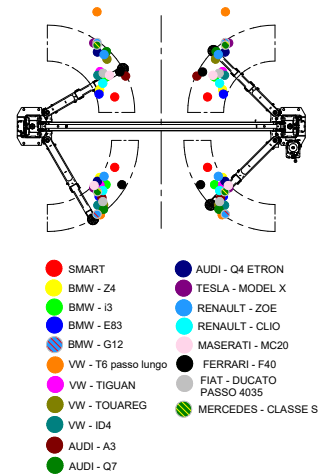 SMART
BMW - Z4
BMW - i3
BMW - E83
BMW - G12
VW - T6 passo lungo
VW - TIGUAN
VW - TOUAREG
VW - ID4
AUDI - A3
AUDI - Q7
AUDI - Q4 ETRON
TESLA - MODEL X
RENAULT - ZOE
RENAULT - CLIO
MASERATI - MC20
FERRARI - F40
FIAT - DUCATO
PASSO 4035
MERCEDES - CLASSE S